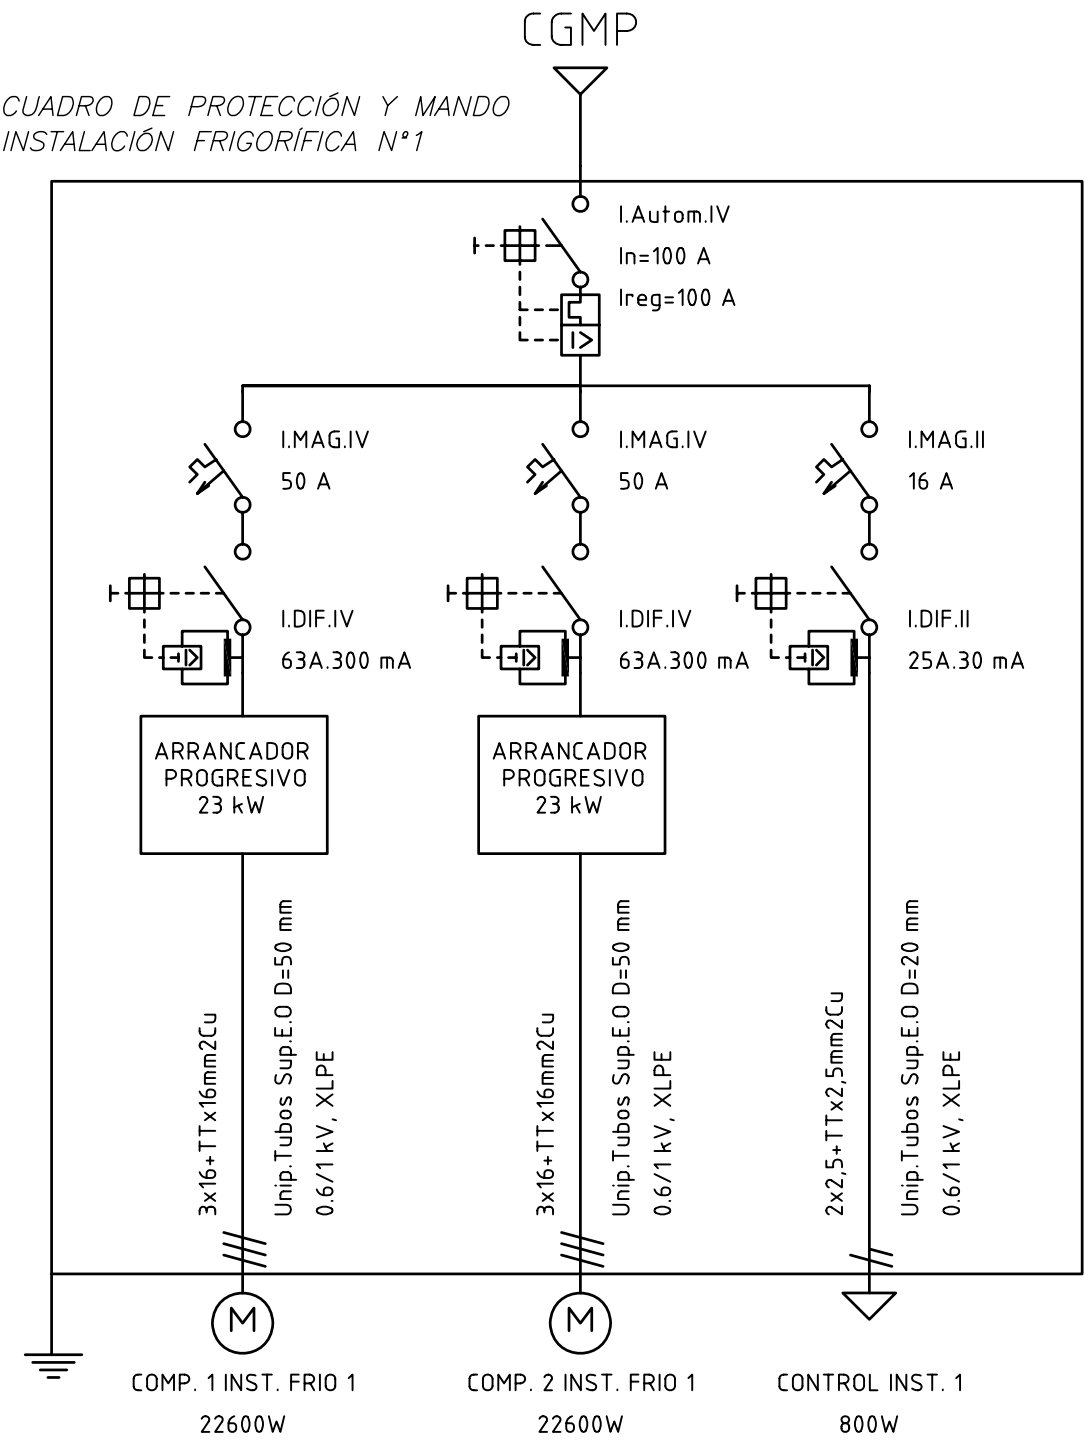 CGMP
CUADRO DE PROTECCIÓN Y MANDO
INSTALACIÓN FRIGORÍFICA Nº1
I.Autom.IV
In=100 A
Ireg=100 A
I>
I.MAG.IV
50 A
I.MAG.IV
50 A
I.MAG.II
16 A
I.DIF.IV
63A.300 mA
I.DIF.IV
63A.300 mA
I.DIF.II
25A.30 mA
I>
I>
I>
ARRANCADOR
PROGRESIVO
23 kW
ARRANCADOR
PROGRESIVO
23 kW
3x16+TTx16mm2Cu
Unip.Tubos Sup.E.O D=50 mm
0.6/1 kV, XLPE
3x16+TTx16mm2Cu
Unip.Tubos Sup.E.O D=50 mm
0.6/1 kV, XLPE
2x2,5+TTx2,5mm2Cu
Unip.Tubos Sup.E.O D=20 mm
0.6/1 kV, XLPE
M
M
COMP. 1 INST. FRIO 1
22600W
COMP. 2 INST. FRIO 1
22600W
CONTROL INST. 1
800W